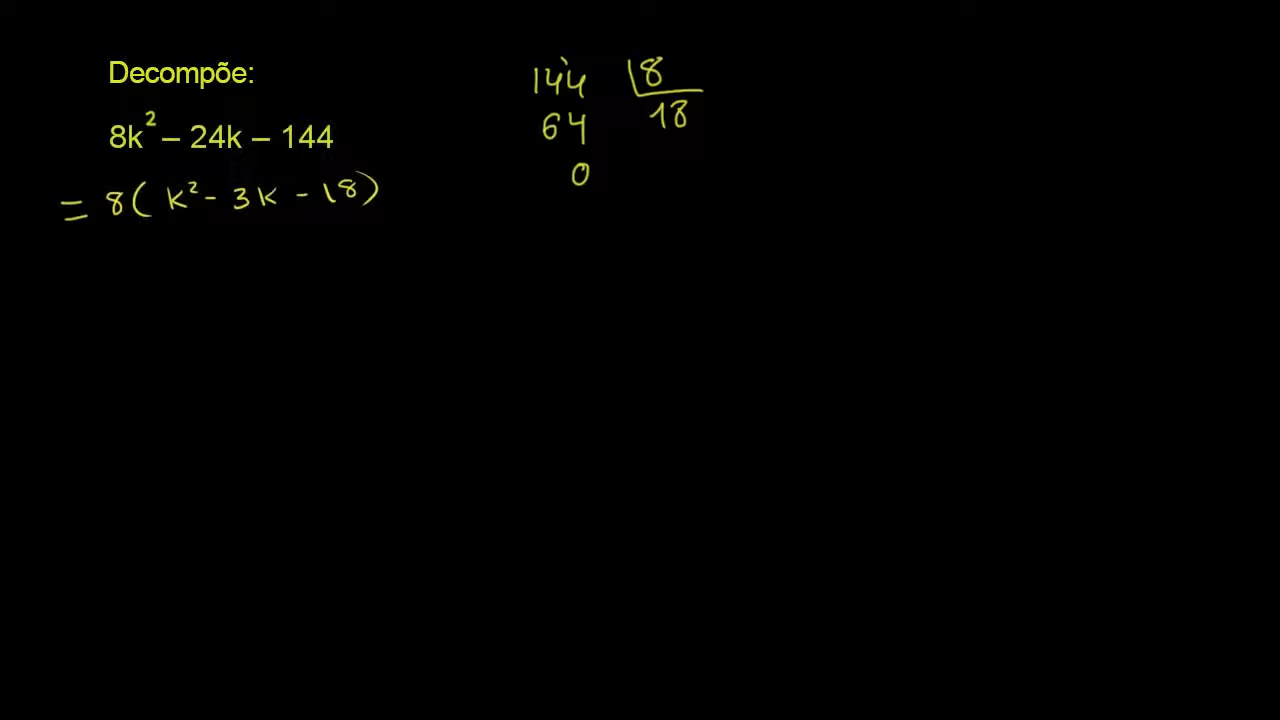 Decompõe:
8k² – 24k – 144
= 8( k² - 3k - 18)
144 |8
64 18
0